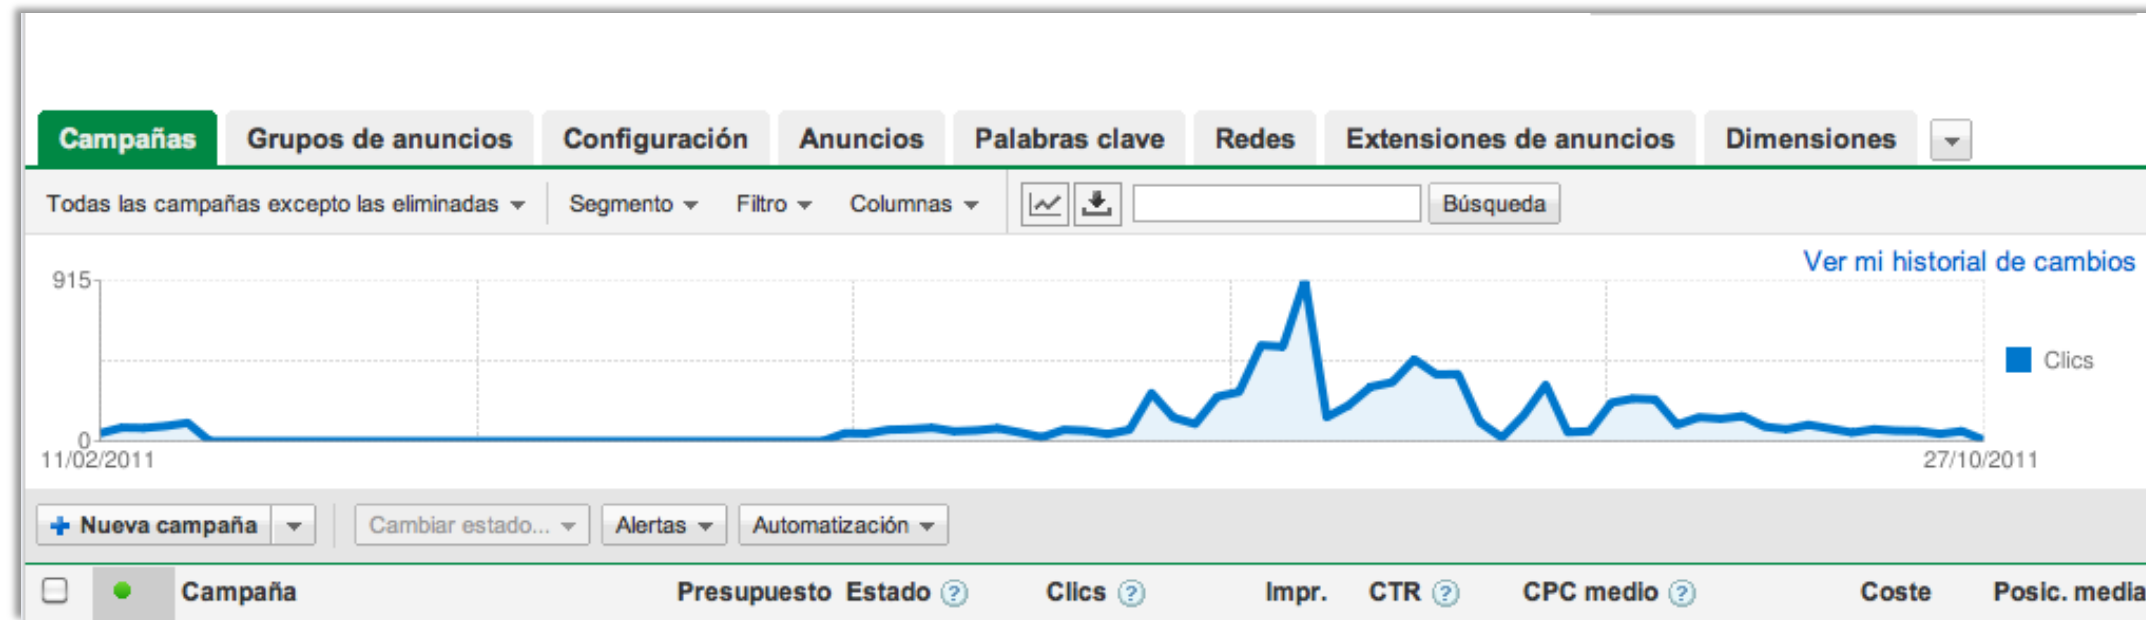 Campañas Grupos de anuncios Configuración Anuncios Palabras clave Redes Extensiones de anuncios Dimensiones
Todas las campañas excepto las eliminadas Segmento Filtro Columnas Búsqueda
Ver mi historial de cambios
915
Clics
0
11/02/2011 27/10/2011
Nueva campaña Cambiar estado... Alertas Automatización
Campaña Presupuesto Estado ? Clics ? Impr. CTR ? CPC medio ? Coste Posic. media